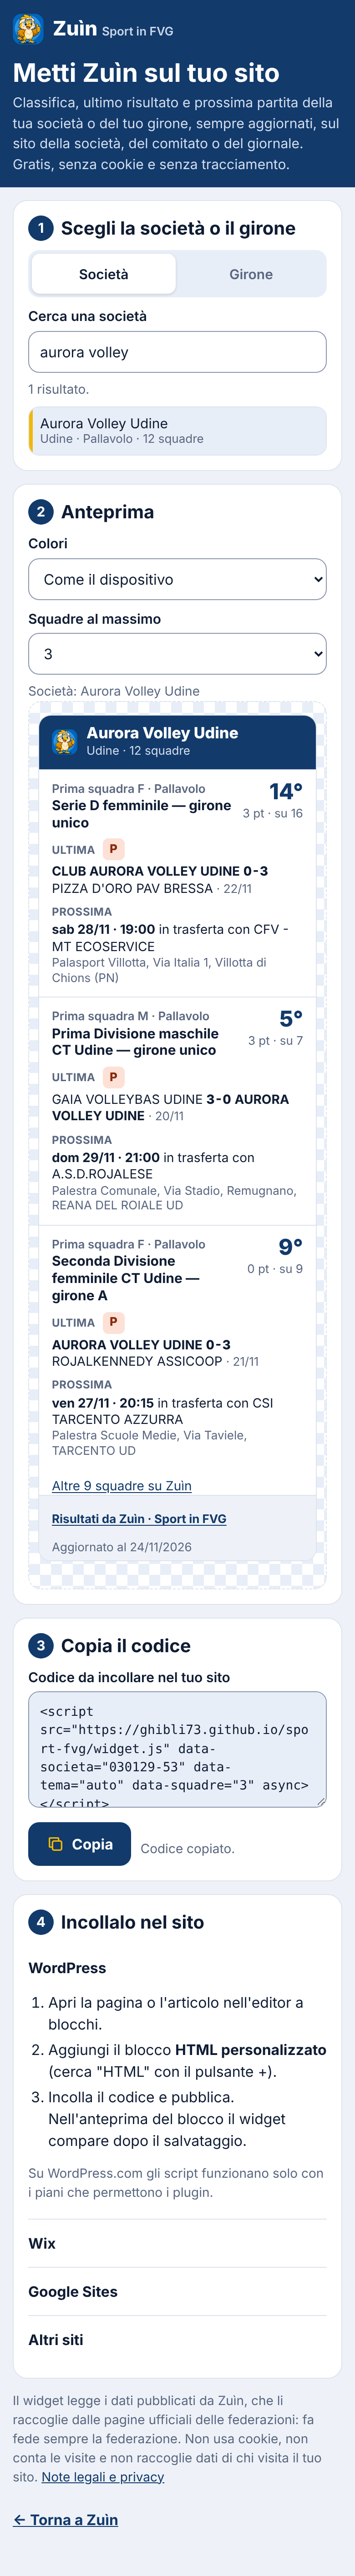 Zuìn Sport in FVG
Metti Zuìn sul tuo sito
Classifica, ultimo risultato e prossima partita della
tua società o del tuo girone, sempre aggiornati, sul
sito della società, del comitato o del giornale.
Gratis, senza cookie e senza tracciamento.
1 Scegli la società o il girone
Società Girone
Cerca una società
aurora volley
1 risultato.
Aurora Volley Udine
Udine · Pallavolo · 12 squadre
2 Anteprima
Colori
Come il dispositivo
Squadre al massimo
3
Società: Aurora Volley Udine
Aurora Volley Udine
Udine · 12 squadre
Prima squadra F · Pallavolo 14°
Serie D femminile — girone 3 pt · su 16
unico
ULTIMA P
CLUB AURORA VOLLEY UDINE 0-3
PIZZA D'ORO PAV BRESSA · 22/11
PROSSIMA
sab 28/11 · 19:00 in trasferta con CFV -
MT ECOSERVICE
Palasport Villotta, Via Italia 1, Villotta di
Chions (PN)
Prima squadra M · Pallavolo 5°
Prima Divisione maschile 3 pt · su 7
CT Udine — girone unico
ULTIMA P
GAIA VOLLEYBAS UDINE 3-0 AURORA
VOLLEY UDINE · 20/11
PROSSIMA
dom 29/11 · 21:00 in trasferta con
A.S.D.ROJALESE
Palestra Comunale, Via Stadio, Remugnano,
REANA DEL ROIALE UD
Prima squadra F · Pallavolo 9°
Seconda Divisione 0 pt · su 9
femminile CT Udine —
girone A
ULTIMA P
AURORA VOLLEY UDINE 0-3
ROJALKENNEDY ASSICOOP · 21/11
PROSSIMA
ven 27/11 · 20:15 in trasferta con CSI
TARCENTO AZZURRA
Palestra Scuole Medie, Via Taviele,
TARCENTO UD
Altre 9 squadre su Zuìn
Risultati da Zuìn · Sport in FVG
Aggiornato al 24/11/2026
3 Copia il codice
Codice da incollare nel tuo sito
<script
src="https://ghibli73.github.io/spo
rt-fvg/widget.js" data-
societa="030129-53" data-
tema="auto" data-squadre="3" async>
</script>
Copia Codice copiato.
4 Incollalo nel sito
WordPress
1. Apri la pagina o l'articolo nell'editor a
blocchi.
2. Aggiungi il blocco HTML personalizzato
(cerca "HTML" con il pulsante +).
3. Incolla il codice e pubblica.
Nell'anteprima del blocco il widget
compare dopo il salvataggio.
Su WordPress.com gli script funzionano solo con
i piani che permettono i plugin.
Wix
Google Sites
Altri siti
Il widget legge i dati pubblicati da Zuìn, che li
raccoglie dalle pagine ufficiali delle federazioni: fa
fede sempre la federazione. Non usa cookie, non
conta le visite e non raccoglie dati di chi visita il tuo
sito. Note legali e privacy
← Torna a Zuìn